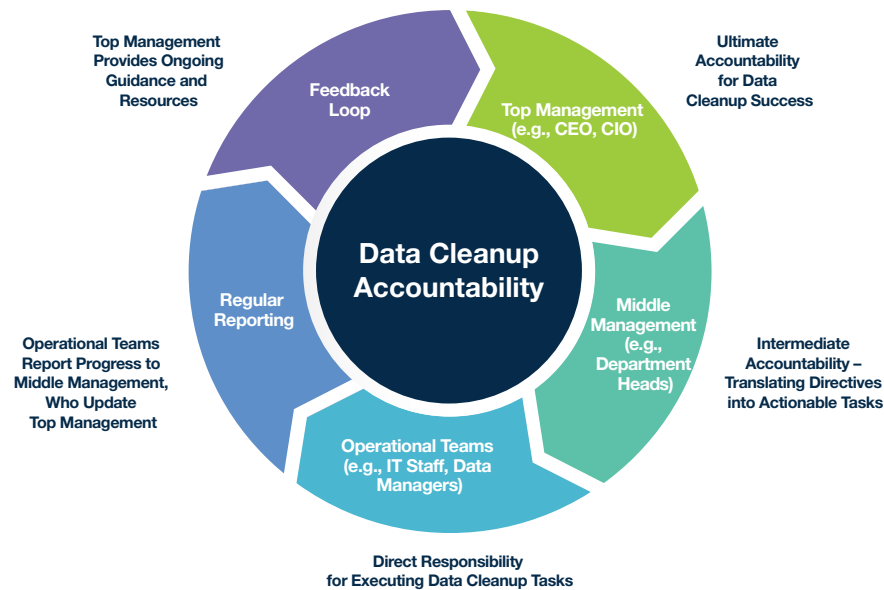 Top Management
Provides Ongoing
Guidance and
Resources
Feedback
Loop
Top Management
(e.g., CEO, CIO)
Ultimate
Accountability
for Data
Cleanup Success
Data Cleanup
Accountability
Regular
Reporting
Middle
Management
(e.g.,
Department
Heads)
Operational Teams
Report Progress to
Middle Management,
Who Update
Top Management
Intermediate
Accountability –
Translating Directives
into Actionable Tasks
Operational Teams
(e.g., IT Staff, Data
Managers)
Direct Responsibility
for Executing Data Cleanup Tasks